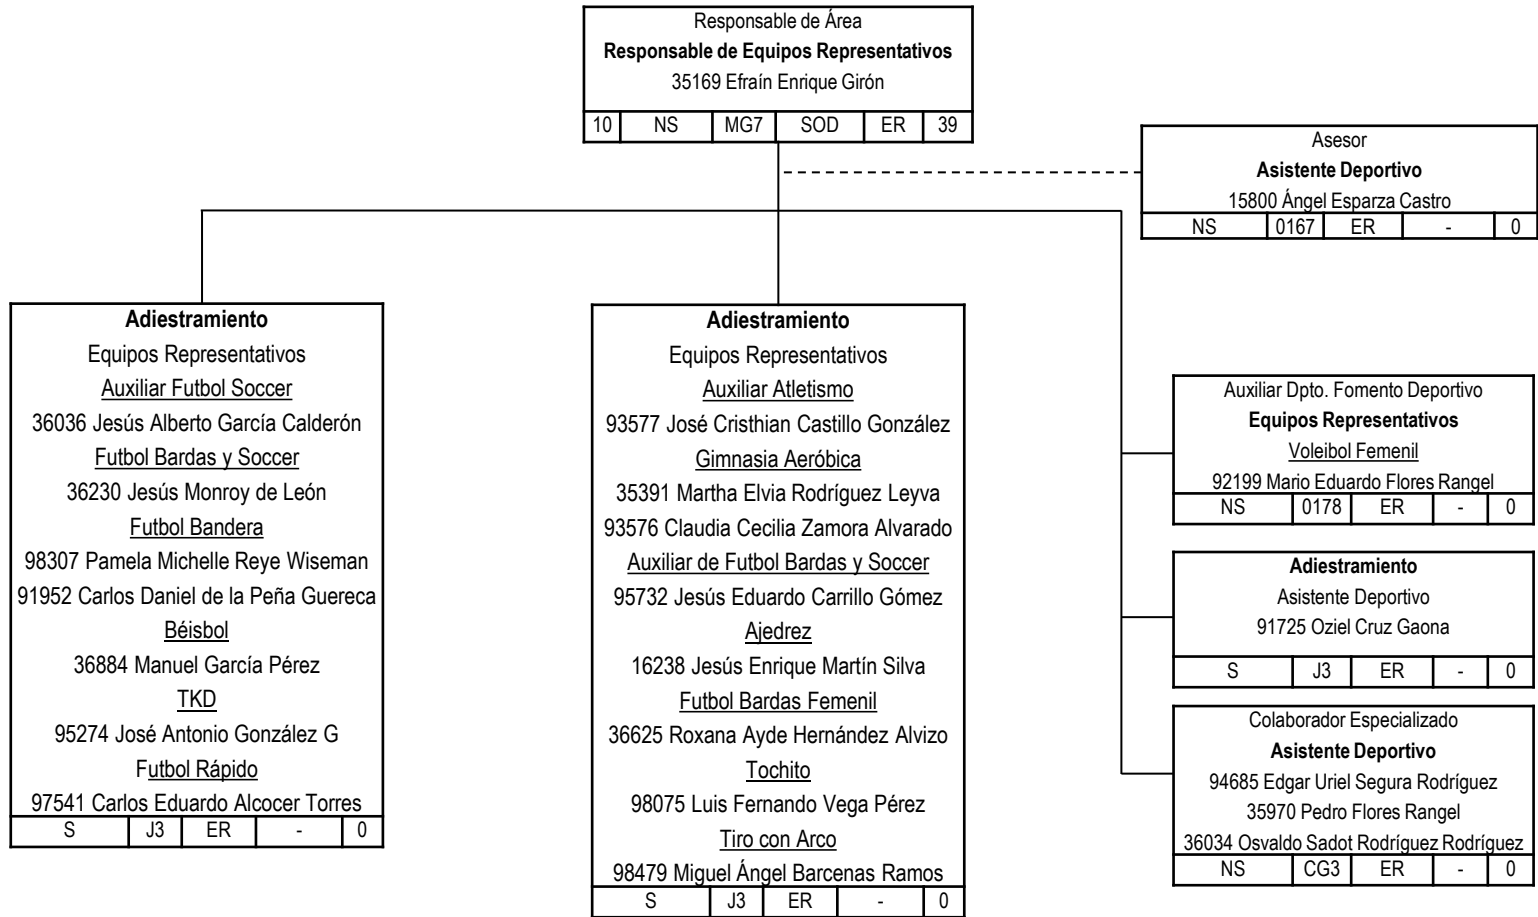 Responsable de Área
Responsable de Equipos Representativos
35169 Efraín Enrique Girón
10 NS MG7 SOD ER 39
Asesor
Asistente Deportivo
15800 Ángel Esparza Castro
NS 0167 ER - 0
Adiestramiento
Equipos Representativos
Auxiliar Futbol Soccer
36036 Jesús Alberto García Calderón
Futbol Bardas y Soccer
36230 Jesús Monroy de León
Futbol Bandera
98307 Pamela Michelle Reye Wiseman
91952 Carlos Daniel de la Peña Guereca
Béisbol
36884 Manuel García Pérez
TKD
95274 José Antonio González G
Futbol Rápido
97541 Carlos Eduardo Alcocer Torres
S J3 ER - 0
Adiestramiento
Equipos Representativos
Auxiliar Atletismo
93577 José Cristhian Castillo González
Gimnasia Aeróbica
35391 Martha Elvia Rodríguez Leyva
93576 Claudia Cecilia Zamora Alvarado
Auxiliar de Futbol Bardas y Soccer
95732 Jesús Eduardo Carrillo Gómez
Ajedrez
16238 Jesús Enrique Martín Silva
Futbol Bardas Femenil
36625 Roxana Ayde Hernández Alvizo
Tochito
98075 Luis Fernando Vega Pérez
Tiro con Arco
98479 Miguel Ángel Barcenas Ramos
S J3 ER - 0
Auxiliar Dpto. Fomento Deportivo
Equipos Representativos
Voleibol Femenil
92199 Mario Eduardo Flores Rangel
NS 0178 ER - 0
Adiestramiento
Asistente Deportivo
91725 Oziel Cruz Gaona
S J3 ER - 0
Colaborador Especializado
Asistente Deportivo
94685 Edgar Uriel Segura Rodríguez
35970 Pedro Flores Rangel
36034 Osvaldo Sadot Rodríguez Rodríguez
NS CG3 ER - 0